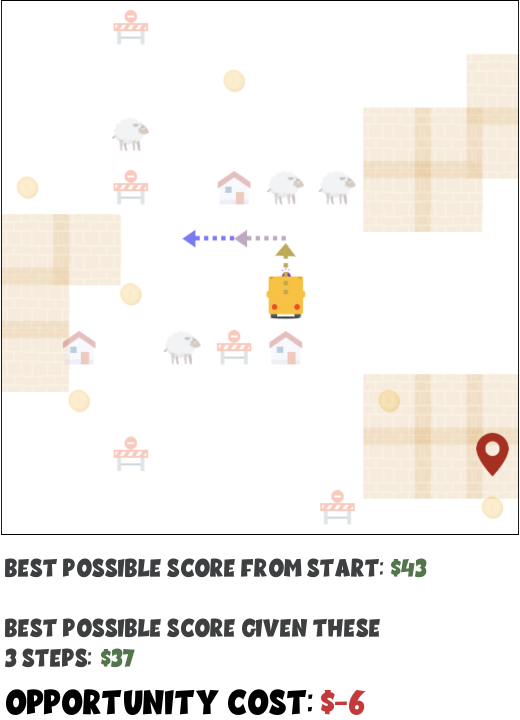 BEST POSSIBLE SCORE FROM START: $43
BEST POSSIBLE SCORE GIVEN THESE
3 STEPS: $37
OPPORTUNITY COST: $-6